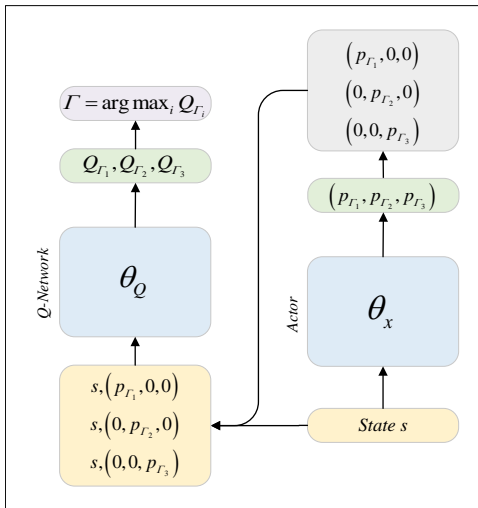 Γ = arg max_i Q_{Γ_i}
Q_{Γ_1}, Q_{Γ_2}, Q_{Γ_3}
Q-Network
θ_Q
s,(p_{Γ_1},0,0)
s,(0,p_{Γ_2},0)
s,(0,0,p_{Γ_3})
(p_{Γ_1},0,0)
(0,p_{Γ_2},0)
(0,0,p_{Γ_3})
(p_{Γ_1},p_{Γ_2},p_{Γ_3})
Actor
θ_x
State s